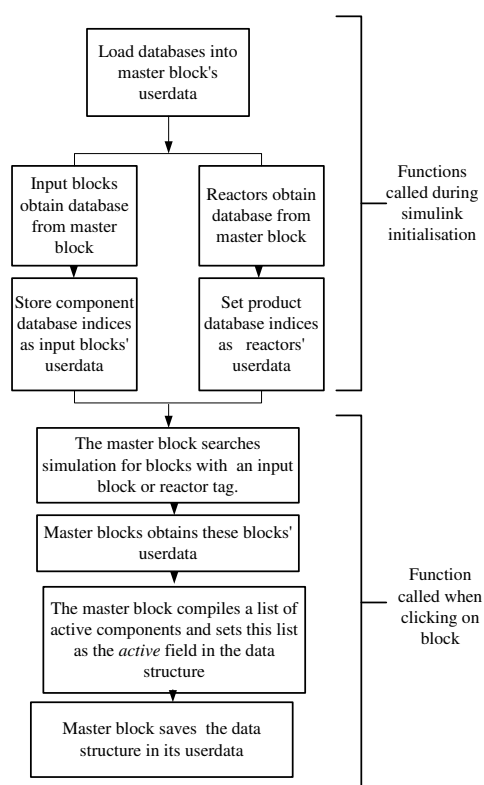 Load databases into
master block's
userdata
Input blocks
obtain database
from master
block
Reactors obtain
database from
master block
Functions
called during
simulink
initialisation
Store component
database indices
as input blocks'
userdata
Set product
database indices
as reactors'
userdata
The master block searches
simulation for blocks with an input
block or reactor tag.
Master blocks obtains these blocks'
userdata
The master block compiles a list of
active components and sets this list
as the active field in the data
structure
Master block saves the data
structure in its userdata
Function
called when
clicking on
block